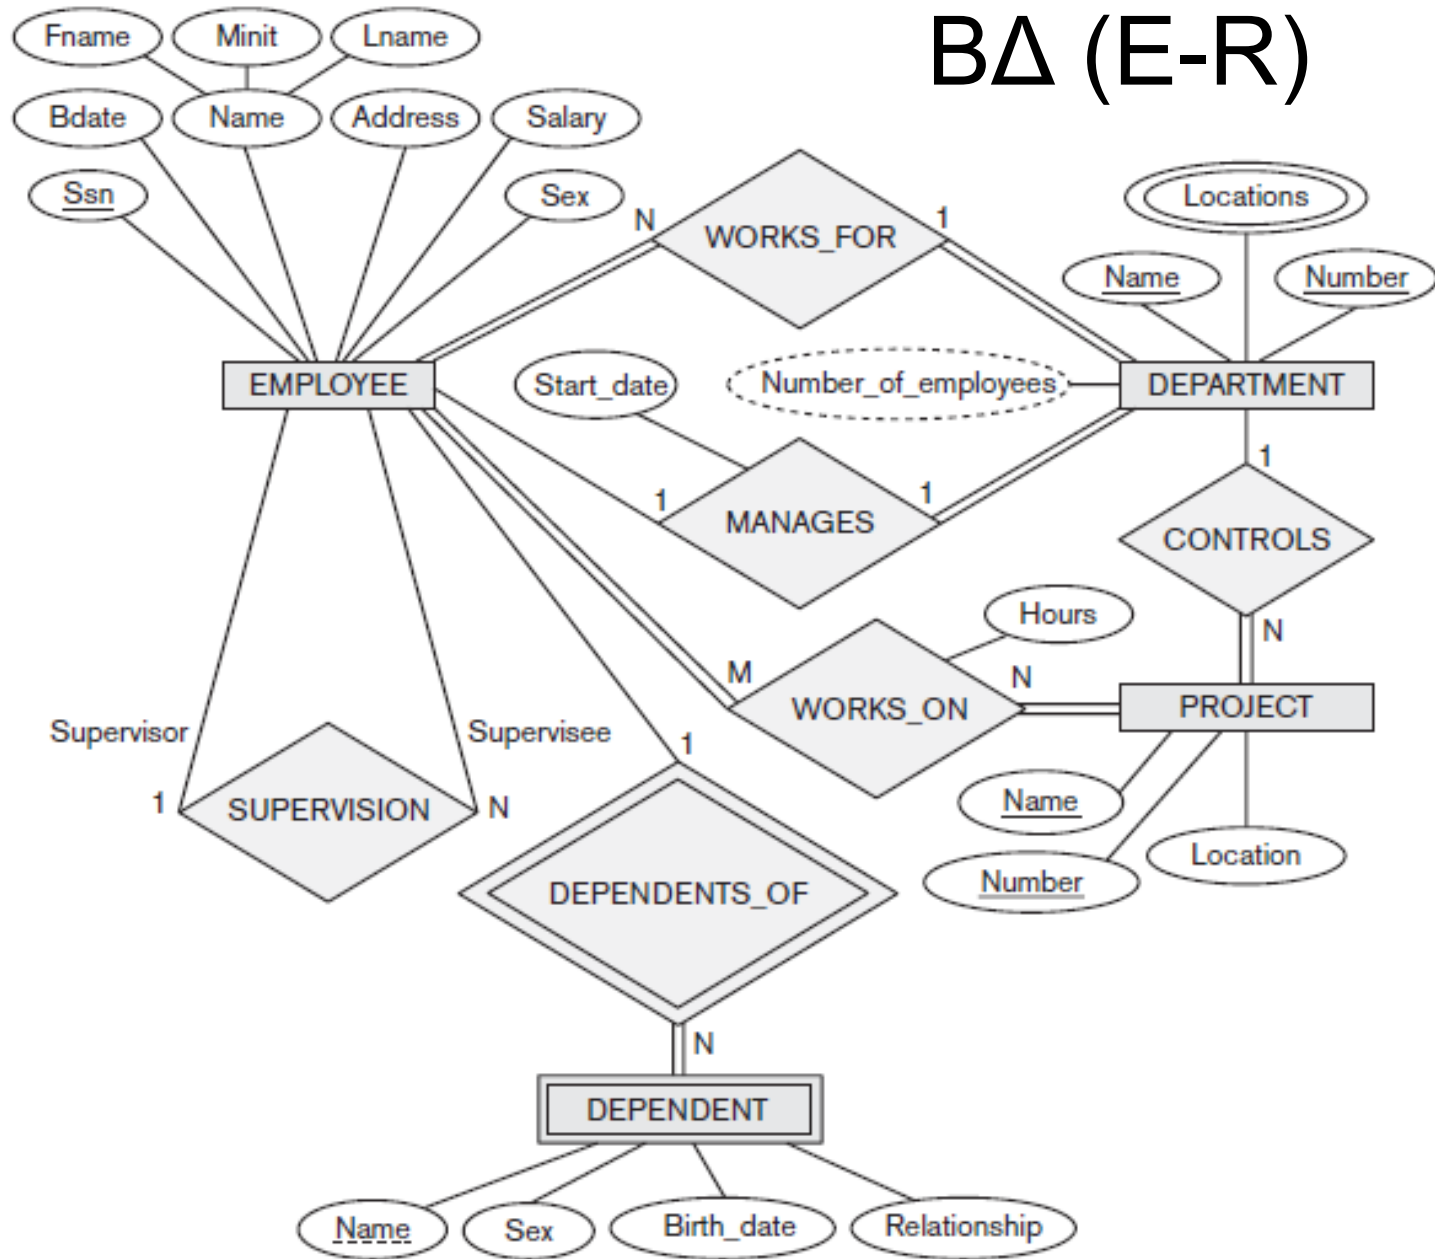 ΒΔ (E-R)
Fname
Minit
Lname
Bdate
Name
Address
Salary
Ssn
Sex
N
WORKS_FOR
1
Locations
Name
Number
EMPLOYEE
Start_date
Number_of_employees
DEPARTMENT
1
MANAGES
1
1
CONTROLS
N
Hours
M
WORKS_ON
N
PROJECT
Supervisor
Supervisee
1
SUPERVISION
N
1
Name
Number
Location
DEPENDENTS_OF
N
DEPENDENT
Name
Sex
Birth_date
Relationship